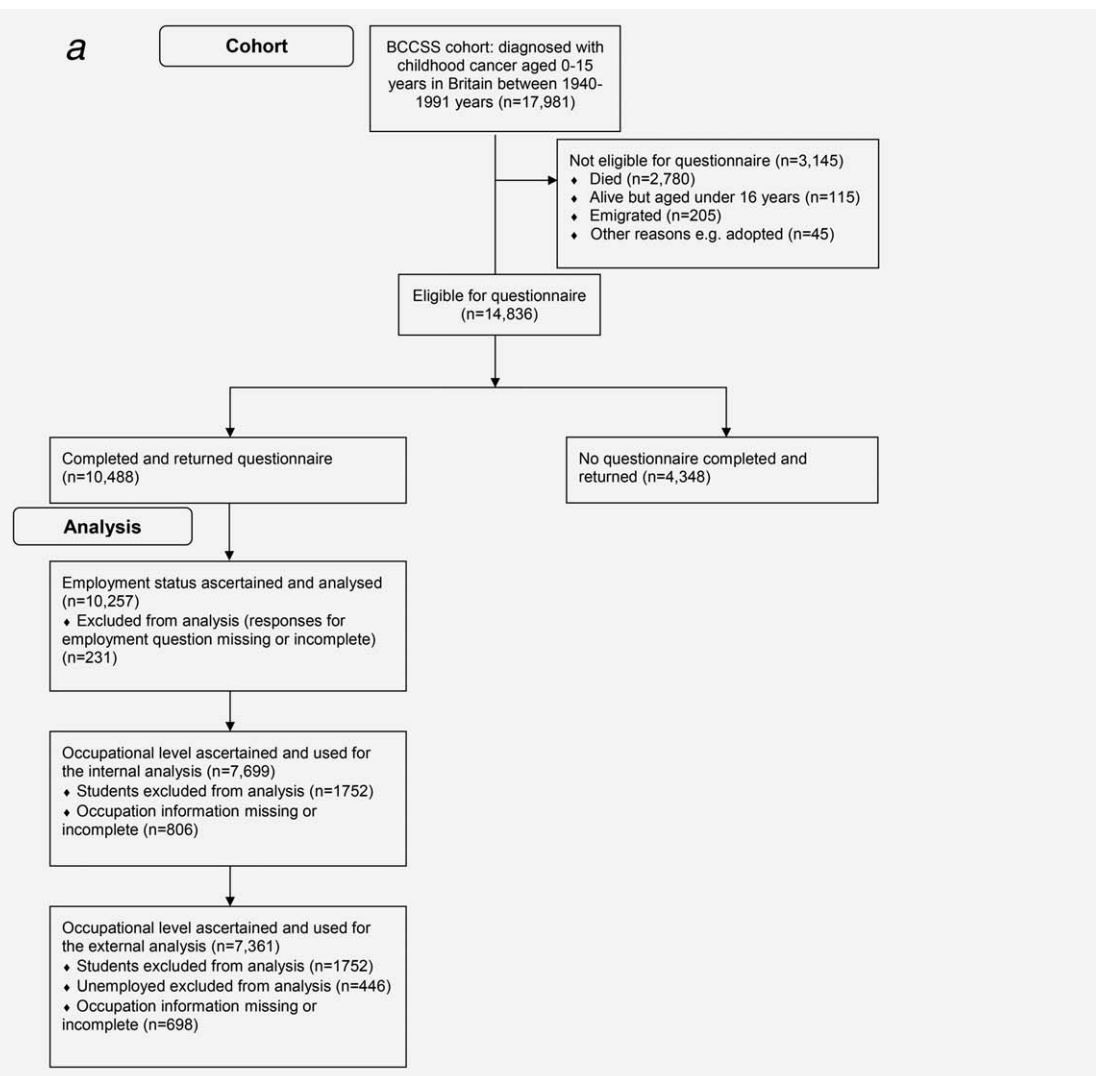 a
Cohort
BCCSS cohort: diagnosed with
childhood cancer aged 0-15
years in Britain between 1940-
1991 years (n=17,981)
Not eligible for questionnaire (n=3,145)
♦ Died (n=2,780)
♦ Alive but aged under 16 years (n=115)
♦ Emigrated (n=205)
♦ Other reasons e.g. adopted (n=45)
Eligible for questionnaire
(n=14,836)
Completed and returned questionnaire
(n=10,488)
No questionnaire completed and
returned (n=4,348)
Analysis
Employment status ascertained and analysed
(n=10,257)
♦ Excluded from analysis (responses for
employment question missing or incomplete)
(n=231)
Occupational level ascertained and used for
the internal analysis (n=7,699)
♦ Students excluded from analysis (n=1752)
♦ Occupation information missing or
incomplete (n=806)
Occupational level ascertained and used for
the external analysis (n=7,361)
♦ Students excluded from analysis (n=1752)
♦ Unemployed excluded from analysis (n=446)
♦ Occupation information missing or
incomplete (n=698)